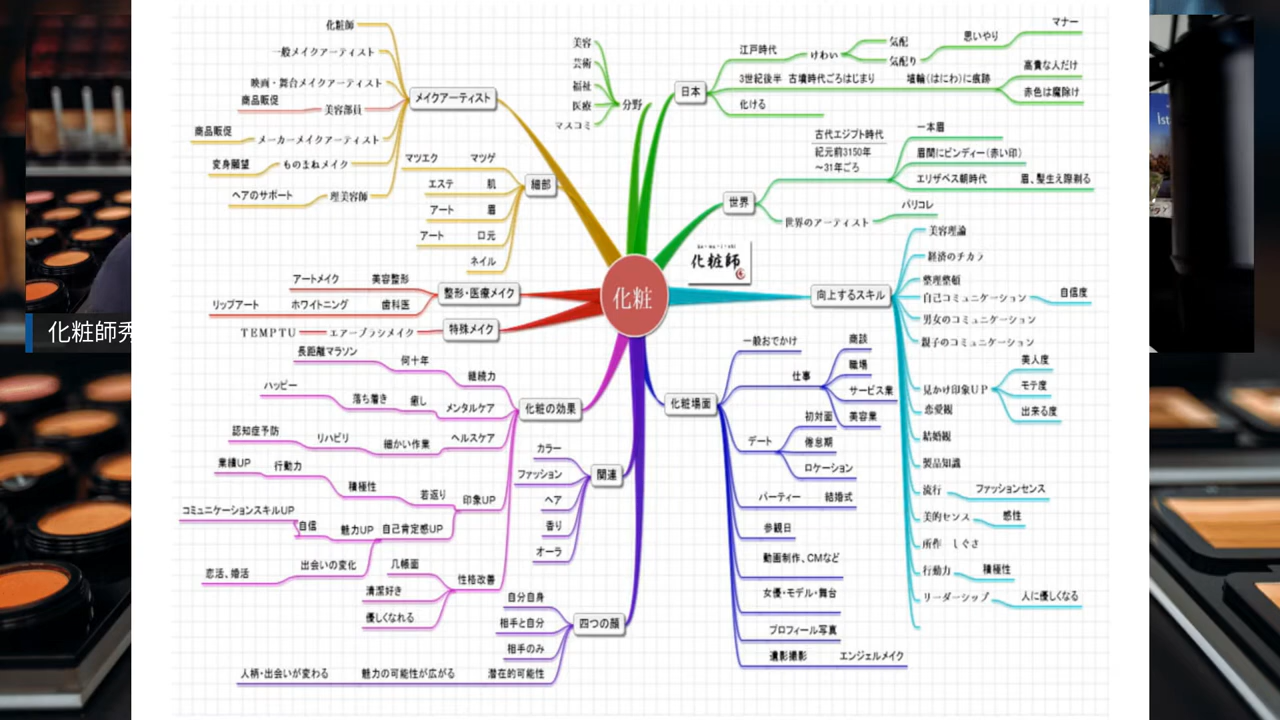 化粧
化粧師
メイクアーティスト
化粧師
一般メイクアーティスト
映画・舞台メイクアーティスト
商品販促 美容部員
商品販促 メーカーメイクアーティスト
変身願望 ものまねメイク
ヘアのサポート 理美容師
細部
マツエク マツゲ
エステ 肌
アート 眉
アート 口元
ネイル
整形・医療メイク
アートメイク 美容整形
リップアート ホワイトニング 歯科医
特殊メイク
TEMPTU エアーブラシメイク
化粧の効果
長距離マラソン 何十年 継続力
ハッピー 落ち着き 癒し メンタルケア
認知症予防 リハビリ 細かい作業 ヘルスケア
業績UP 行動力 積極性 若返り 印象UP
コミュニケーションスキルUP 自信 魅力UP 自己肯定感UP
恋活、婚活 出会いの変化
几帳面 性格改善
清潔好き
優しくなれる
関連
カラー
ファッション
ヘア
香り
オーラ
四つの顔
自分自身
相手と自分
相手のみ
人柄・出会いが変わる 魅力の可能性が広がる 潜在的可能性
分野
美容
芸術
福祉
医療
マスコミ
日本
江戸時代 けわい 気配
気配り 思いやり マナー
3世紀後半 古墳時代ごろはじまり 埴輪(はにわ)に痕跡 高貴な人だけ
赤色は魔除け
化ける
世界
古代エジプト時代
紀元前3150年
～31年ごろ
一本眉
眉間にビンディー(赤い印)
エリザベス朝時代 眉、髪生え際剃る
世界のアーティスト パリコレ
向上するスキル
美容理論
経済のチカラ
整理整頓
自己コミュニケーション 自信度
男女のコミュニケーション
親子のコミュニケーション
見かけ印象UP 美人度
モテ度
出来る度
恋愛観
結婚観
製品知識
流行 ファッションセンス
美的センス 感性
所作 しぐさ
行動力 積極性
リーダーシップ 人に優しくなる
化粧場面
一般おでかけ
仕事 商談
職場
サービス業
美容業
デート 初対面
倦怠期
ロケーション
パーティー 結婚式
参観日
動画制作、CMなど
女優・モデル・舞台
プロフィール写真
遺影撮影 エンジェルメイク
化粧師秀